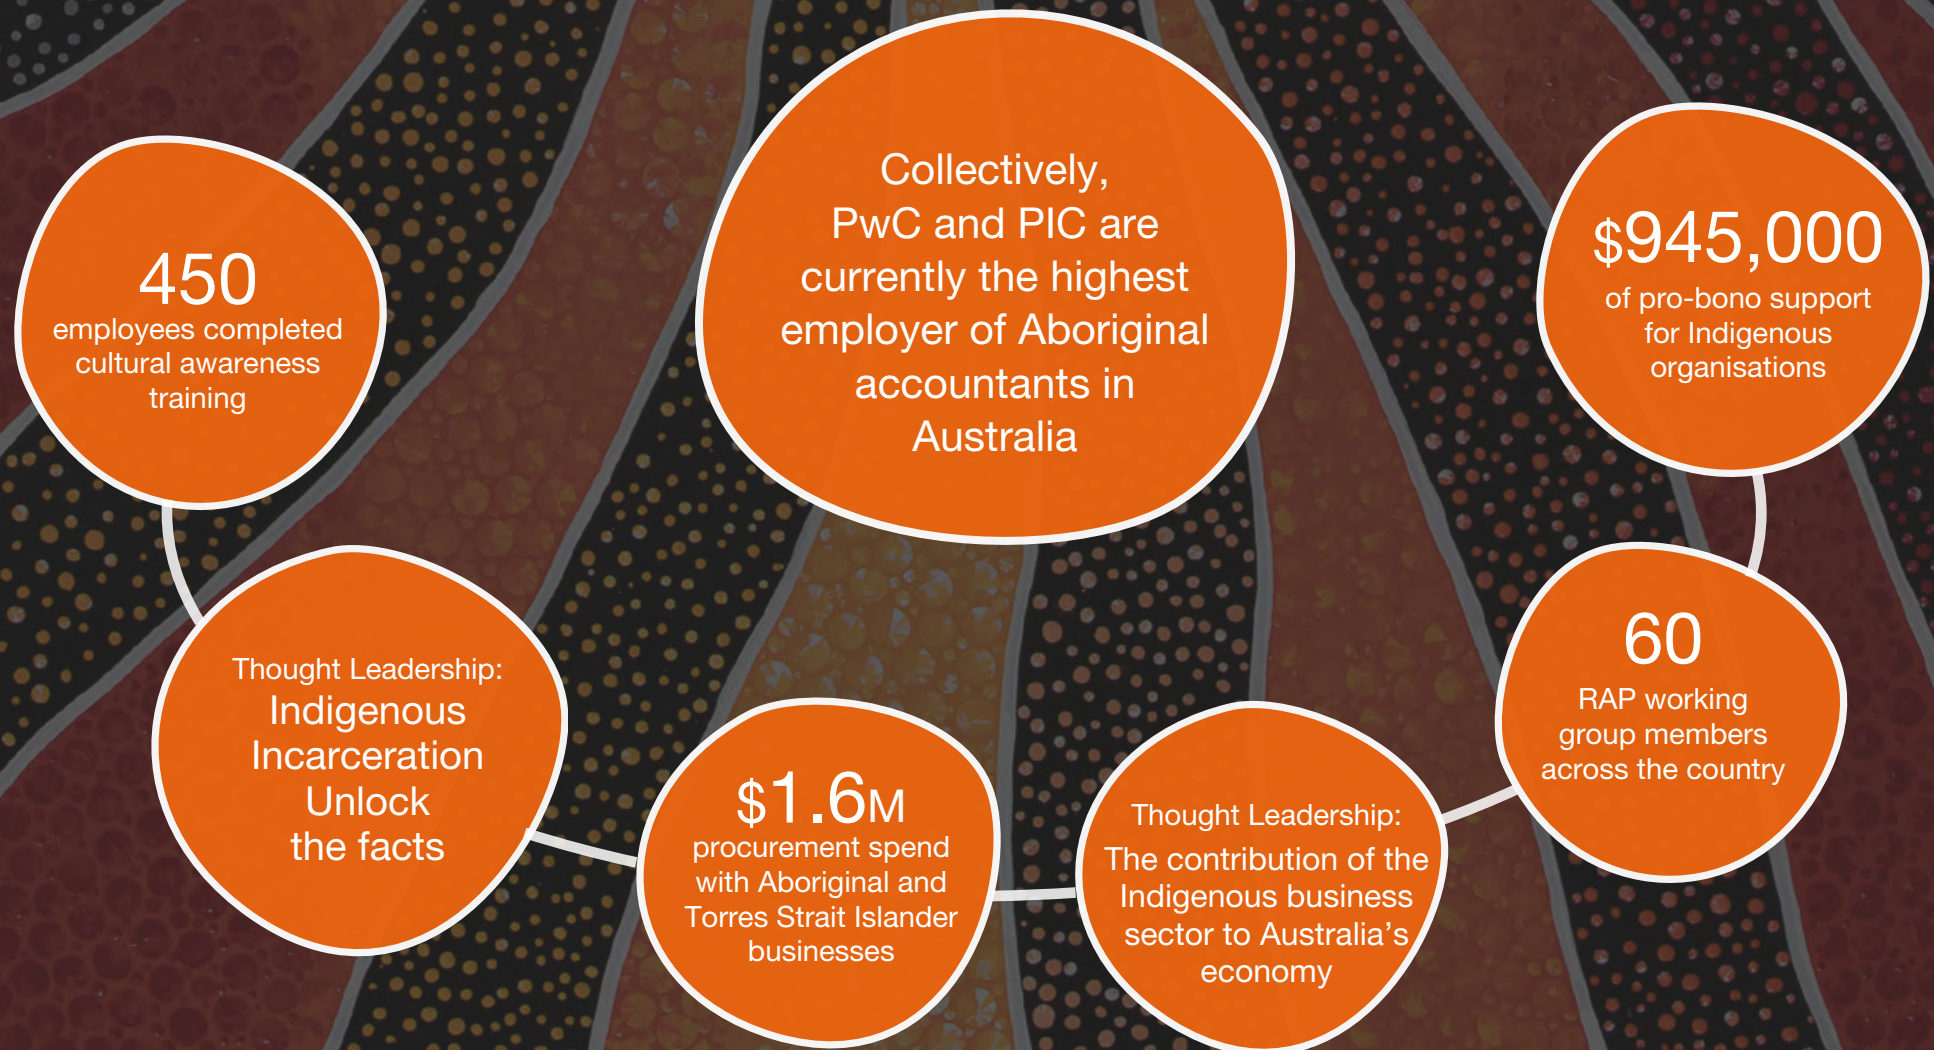 Collectively,
PwC and PIC are
currently the highest
employer of Aboriginal
accountants in
Australia
450
employees completed
cultural awareness
training
Thought Leadership:
Indigenous
Incarceration
Unlock
the facts
$1.6M
procurement spend
with Aboriginal and
Torres Strait Islander
businesses
Thought Leadership:
The contribution of the
Indigenous business
sector to Australia’s
economy
60
RAP working
group members
across the country
$945,000
of pro-bono support
for Indigenous
organisations